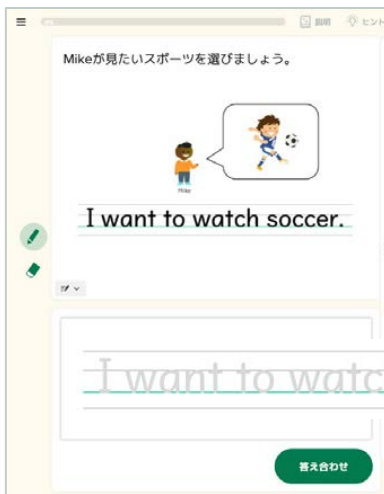 説明 ヒント
Mikeが見たいスポーツを選びましょう。
Mike
I want to watch soccer.
I want to watc
答え合わせ